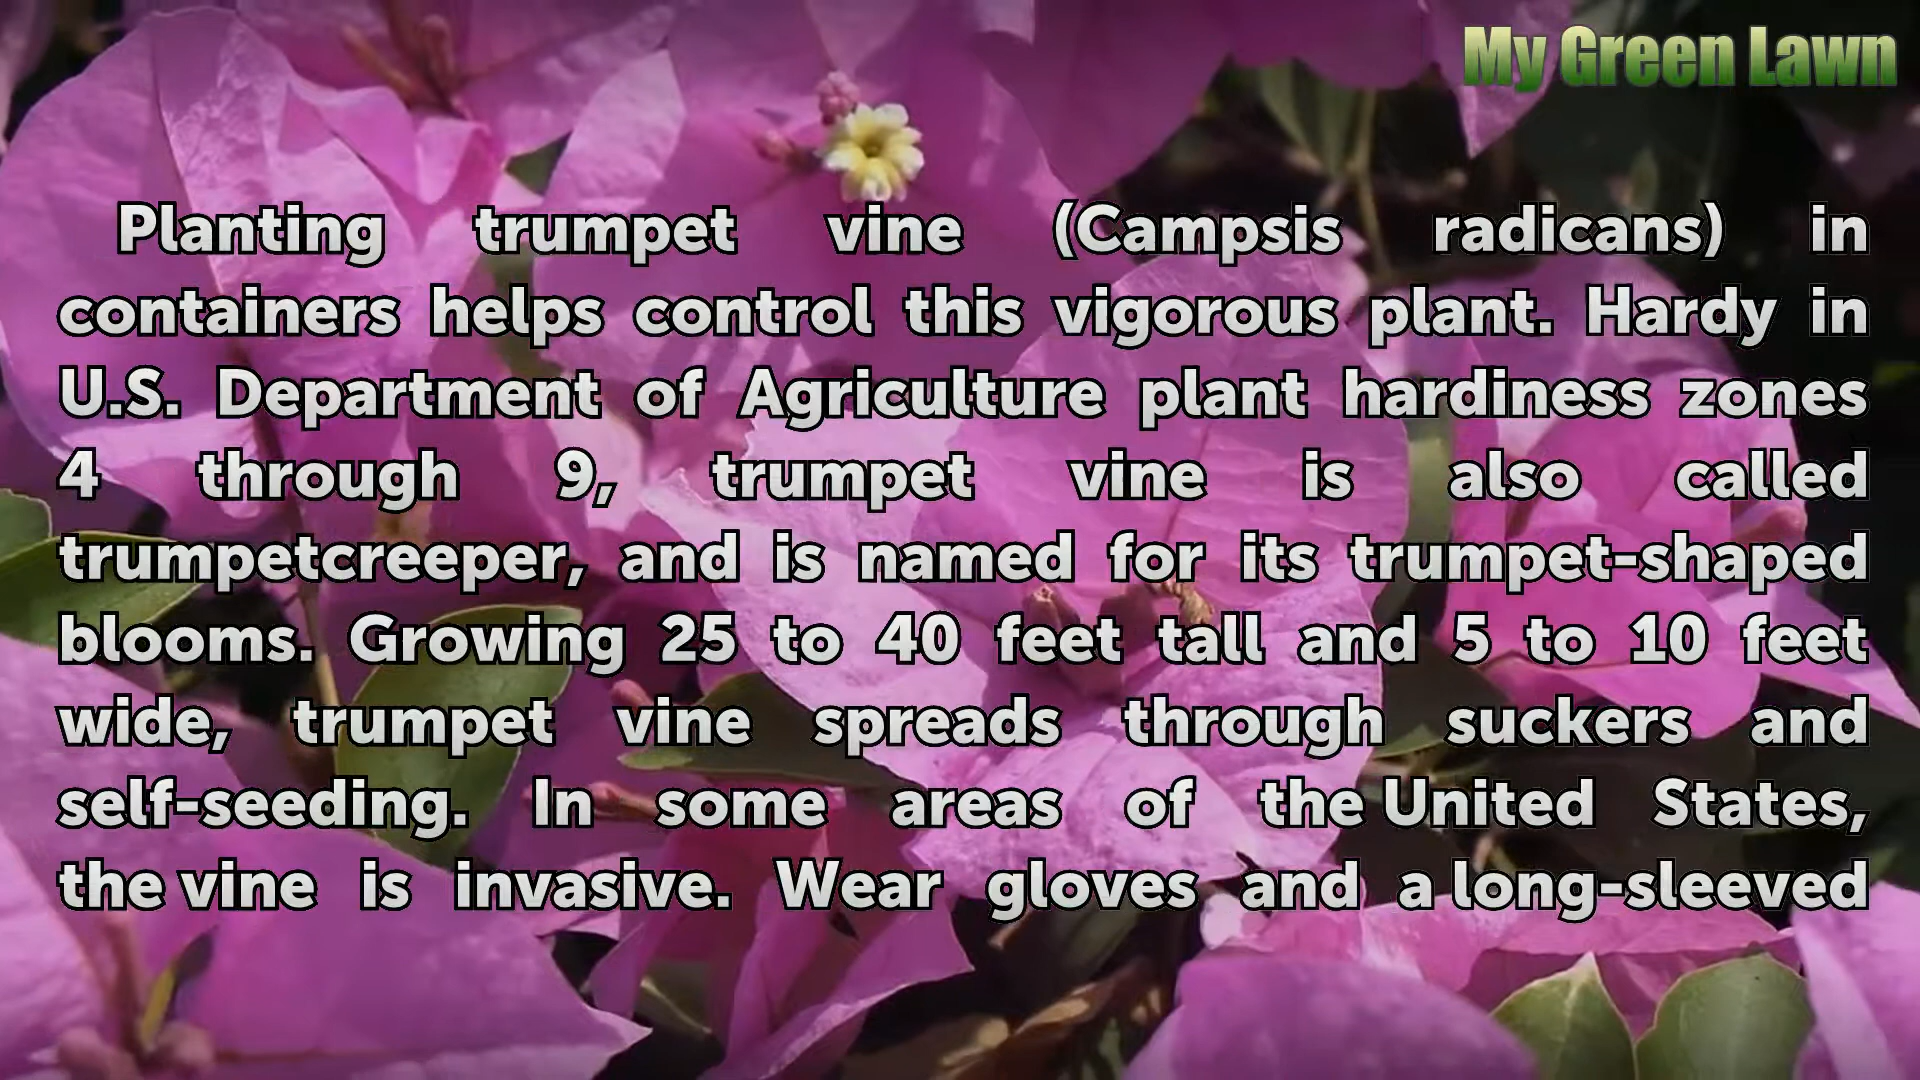 My Green Lawn
Planting trumpet vine (Campsis radicans) in
containers helps control this vigorous plant. Hardy in
U.S. Department of Agriculture plant hardiness zones
4 through 9, trumpet vine is also called
trumpetcreeper, and is named for its trumpet-shaped
blooms. Growing 25 to 40 feet tall and 5 to 10 feet
wide, trumpet vine spreads through suckers and
self-seeding. In some areas of the United States,
the vine is invasive. Wear gloves and a long-sleeved